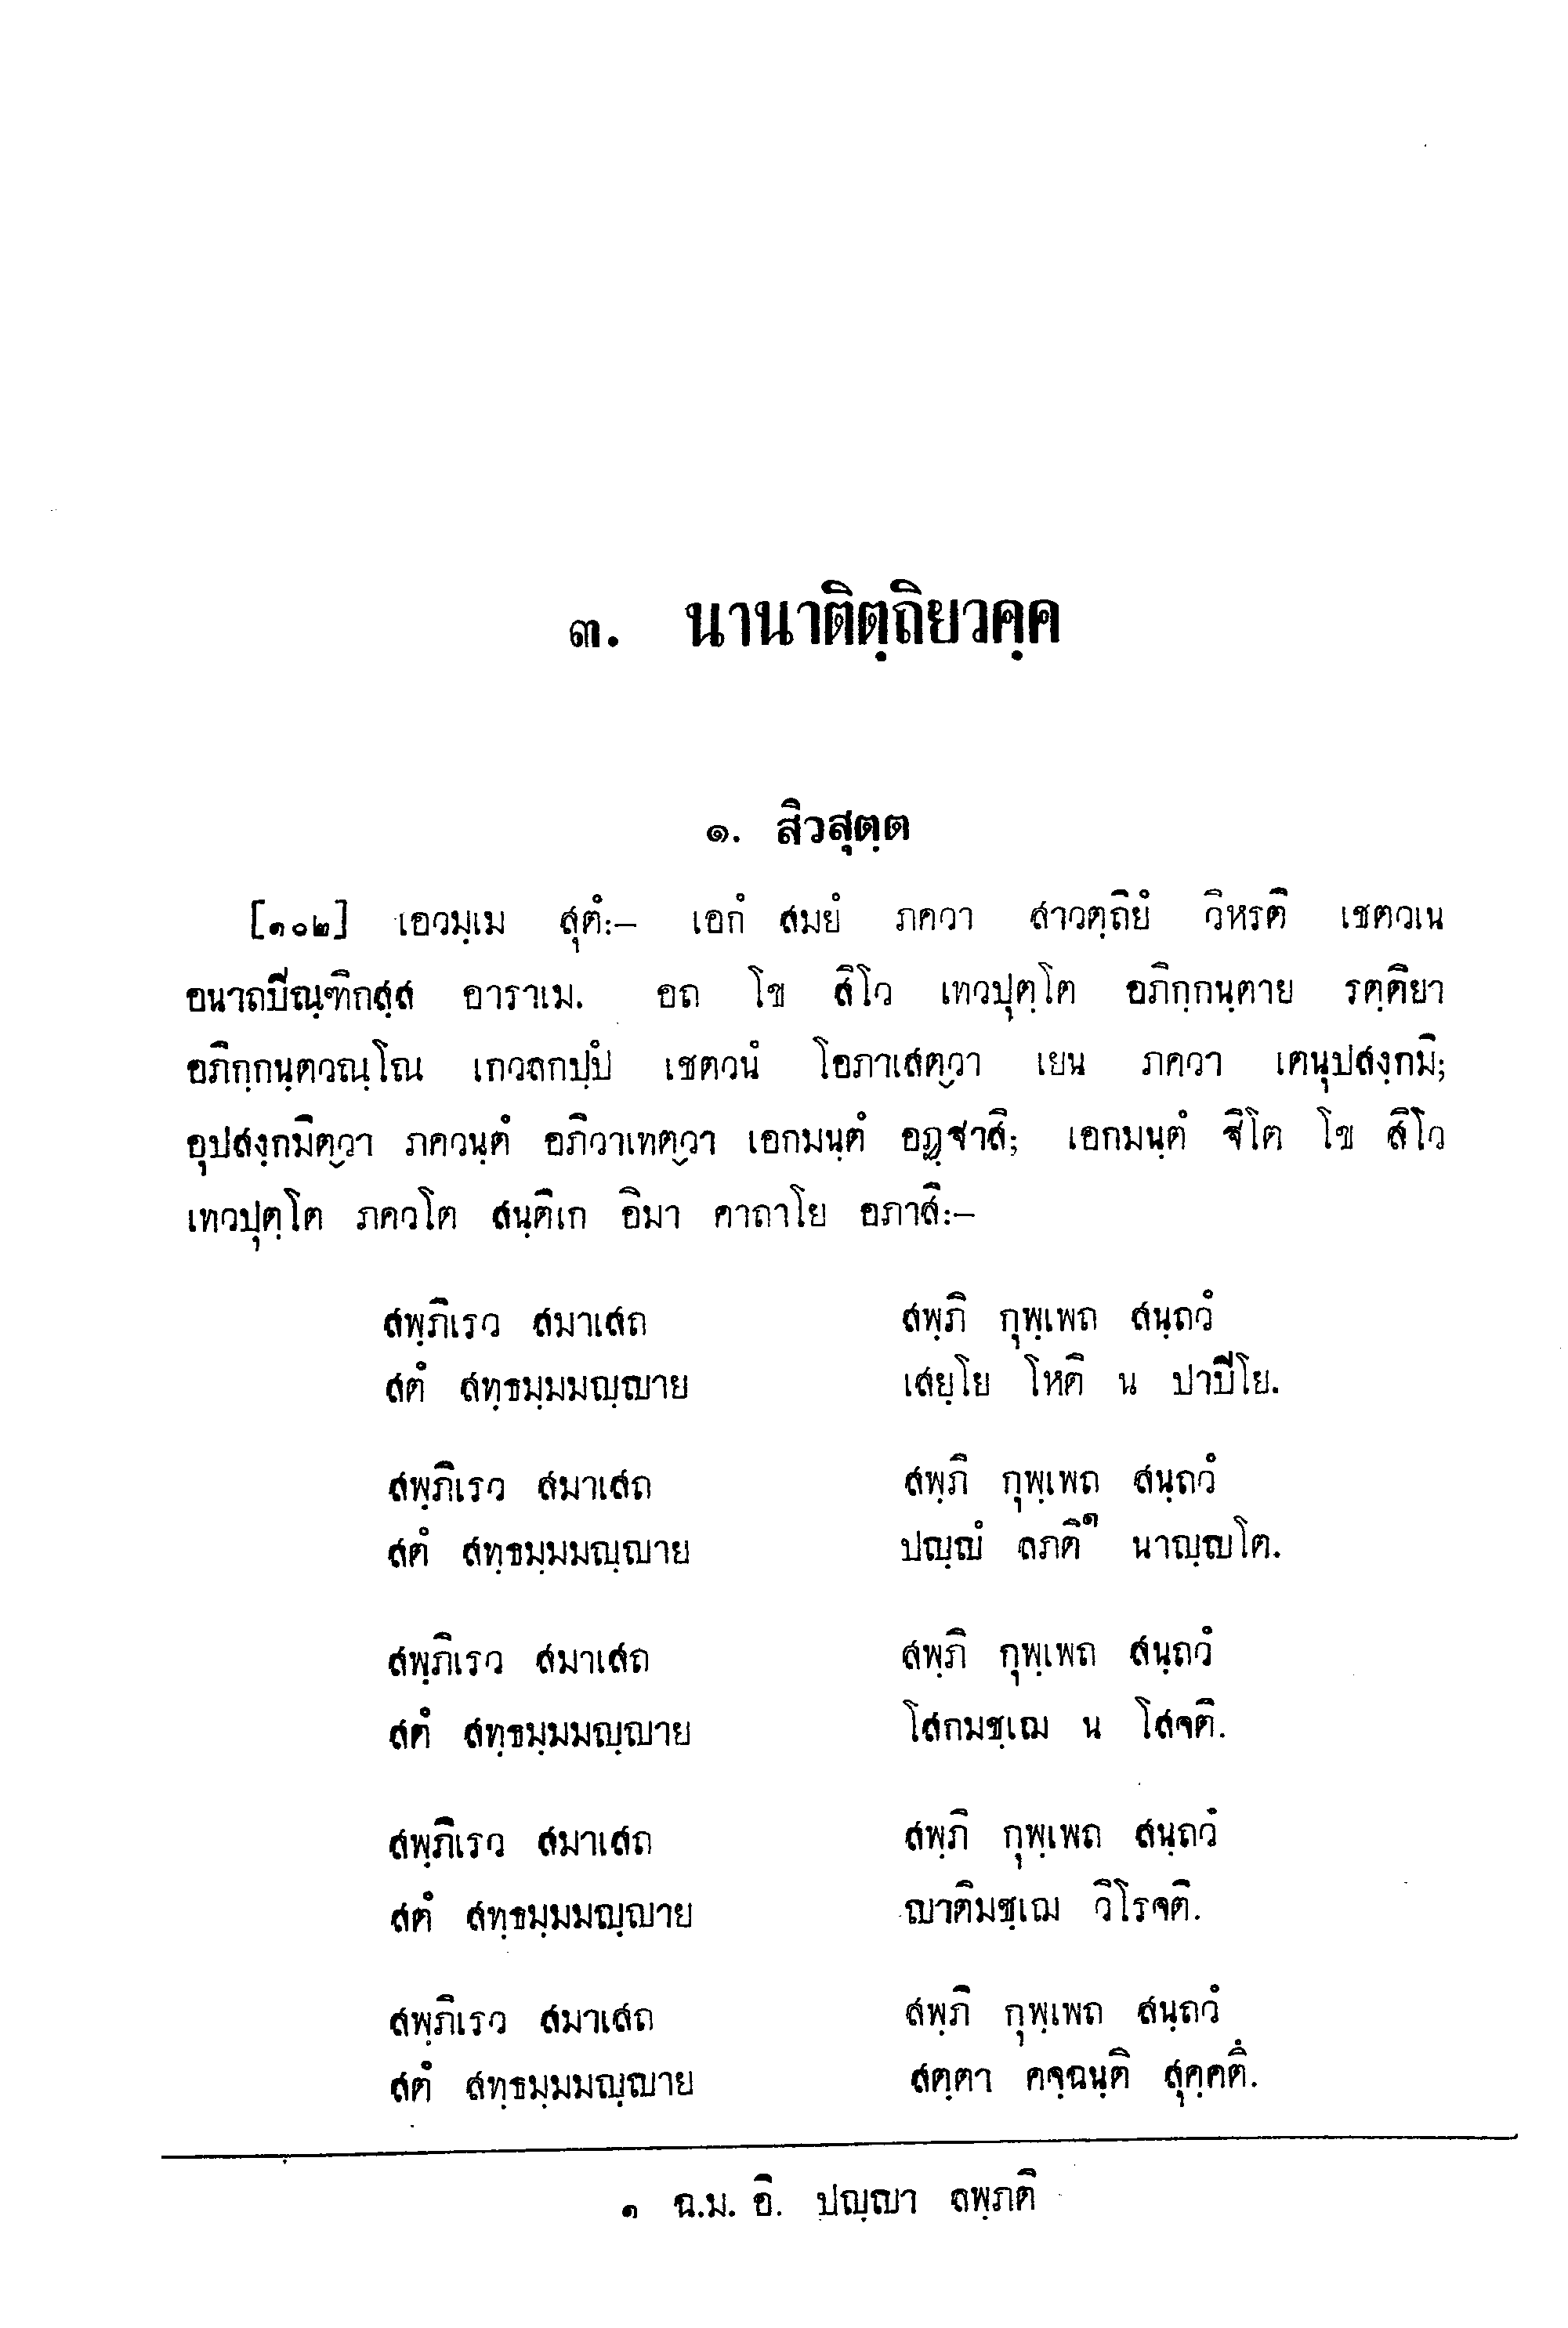 ๓. นานาติตฺถิยวคฺค
๑. สิวสุตฺต
[๑๐๒] เอวมฺเม สุตํ:– เอกํ สมยํ ภควา สาวตฺถิยํ วิหรติ เชตวเน
อนาถปิณฺฑิกสฺส อาราเม. อถ โข สิโว เทวปุตฺโต อภิกฺกนฺตาย รตฺติยา
อภิกฺกนฺตวณฺโณ เกวลกปฺปํ เชตวนํ โอภาเสตฺวา เยน ภควา เตนุปสงฺกมิ;
อุปสงฺกมิตฺวา ภควนฺตํ อภิวาเทตฺวา เอกมนฺตํ อฏฺฐาสิ; เอกมนฺตํ ฐิโต โข สิโว
เทวปุตฺโต ภควโต สนฺติเก อิมา คาถาโย อภาสิ:–
สพฺภิเรว สมาเสถ สพฺภิ กุพฺเพถ สนฺถวํ
สตํ สทฺธมฺมมญฺญาย เสยฺโย โหติ น ปาปิโย.
สพฺภิเรว สมาเสถ สพฺภิ กุพฺเพถ สนฺถวํ
สตํ สทฺธมฺมมญฺญาย ปญฺญํ ลภติ๑ นาญฺญโต.
สพฺภิเรว สมาเสถ สพฺภิ กุพฺเพถ สนฺถวํ
สตํ สทฺธมฺมมญฺญาย โสกมชฺเฌ น โสจติ.
สพฺภิเรว สมาเสถ สพฺภิ กุพฺเพถ สนฺถวํ
สตํ สทฺธมฺมมญฺญาย ญาติมชฺเฌ วิโรจติ.
สพฺภิเรว สมาเสถ สพฺภิ กุพฺเพถ สนฺถวํ
สตํ สทฺธมฺมมญฺญาย สตฺตา คจฺฉนฺติ สุคฺคตึ.
๑ ฉ.ม. อิ. ปญฺญา ลพฺภติ